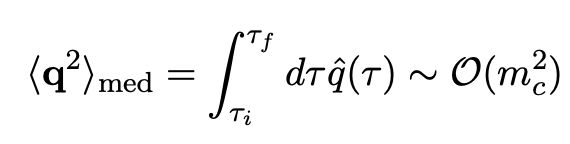 ⟨𝐪²⟩_med = ∫_{τ_i}^{τ_f} dτ q̂(τ) ∼ 𝒪(m_c²)